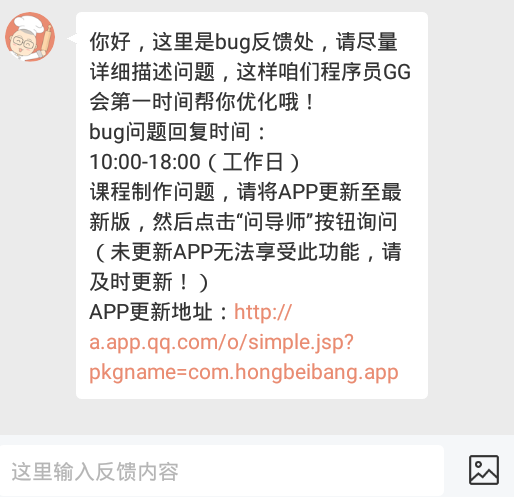 你好，这里是bug反馈处，请尽量
详细描述问题，这样咱们程序员GG
会第一时间帮你优化哦！
bug问题回复时间：
10:00-18:00（工作日）
课程制作问题，请将APP更新至最
新版，然后点击“问导师”按钮询问
（未更新APP无法享受此功能，请
及时更新！）
APP更新地址：http://
a.app.qq.com/o/simple.jsp?
pkgname=com.hongbeibang.app
这里输入反馈内容